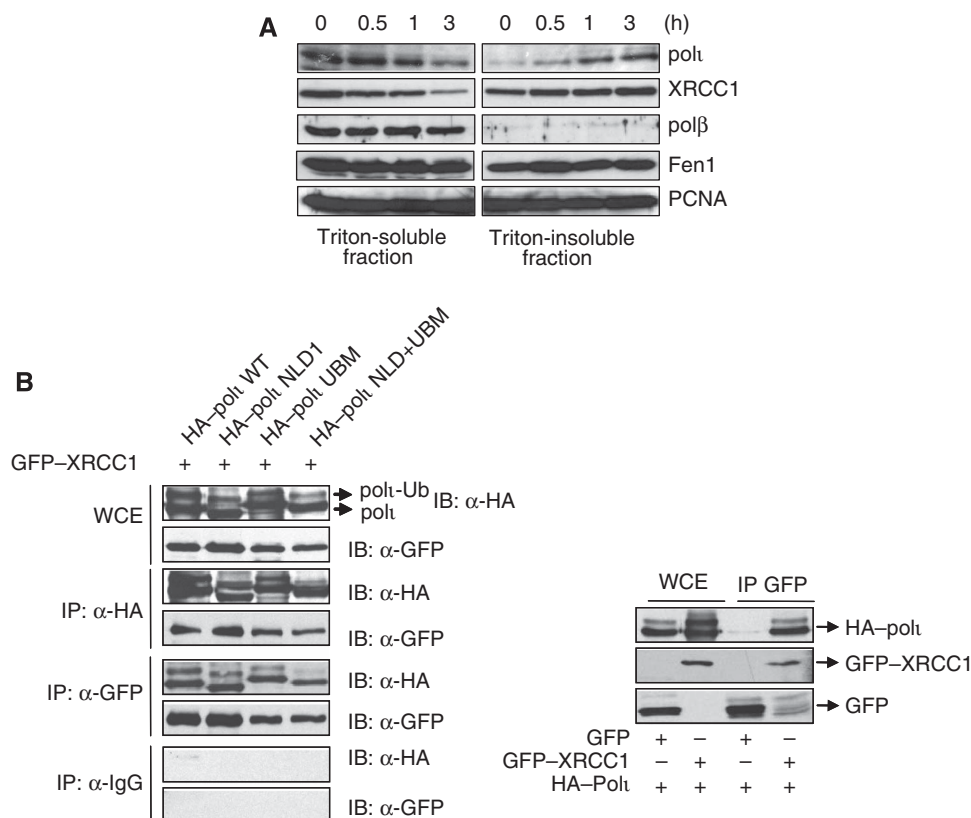 A
0 0.5 1 3 0 0.5 1 3 (h)
polι
XRCC1
polβ
Fen1
PCNA
Triton-soluble fraction
Triton-insoluble fraction
B
HA–polι WT
HA–polι NLD1
HA–polι UBM
HA–polι NLD+UBM
GFP–XRCC1 + + + +
WCE
polι-Ub
polι
IB: α-HA
IB: α-GFP
IP: α-HA
IB: α-HA
IB: α-GFP
IP: α-GFP
IB: α-HA
IB: α-GFP
IP: α-IgG
IB: α-HA
IB: α-GFP
WCE IP GFP
HA–polι
GFP–XRCC1
GFP
GFP + – + –
GFP–XRCC1 – + – +
HA–Polι + + + +